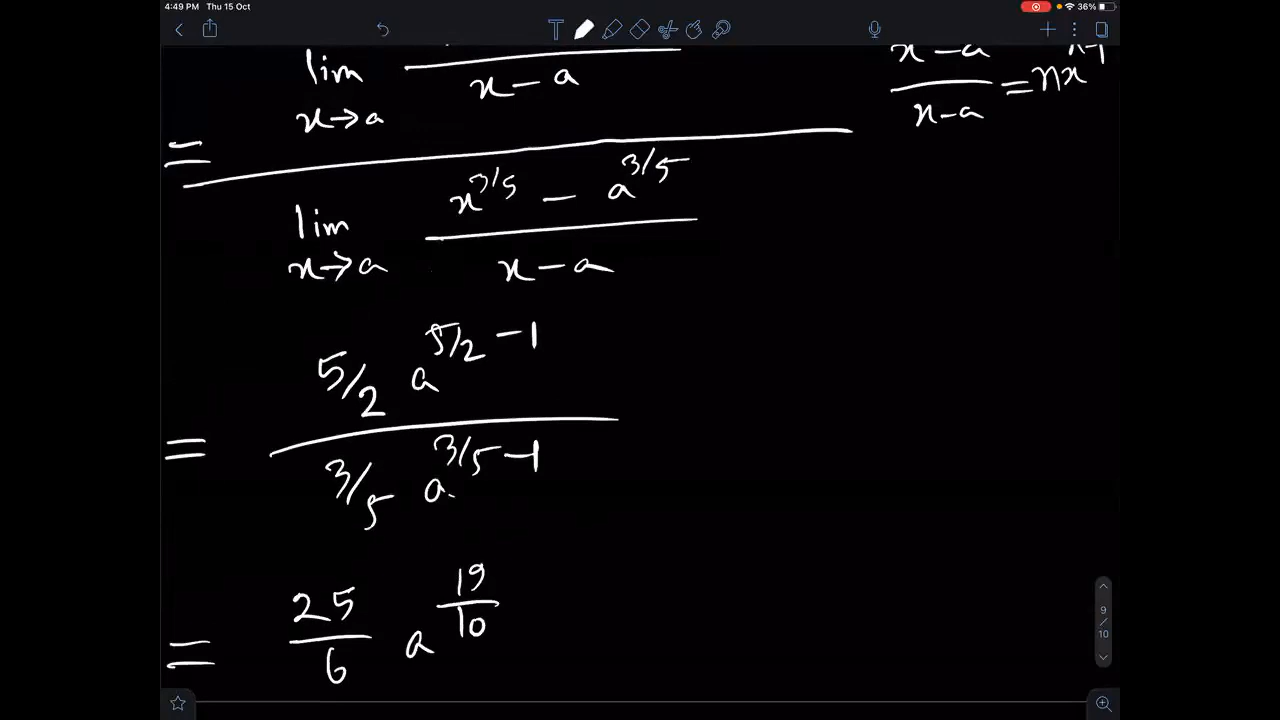 4:49 PM Thu 15 Oct 36%
lim
x→a
x – a
x – a
x – a
= nx
=
x^3/5 – a^3/5
lim
x→a
x – a
5/2 a^5/2 – 1
=
3/5 a^3/5 – 1
= 25/6 a^19/10
9
/
10